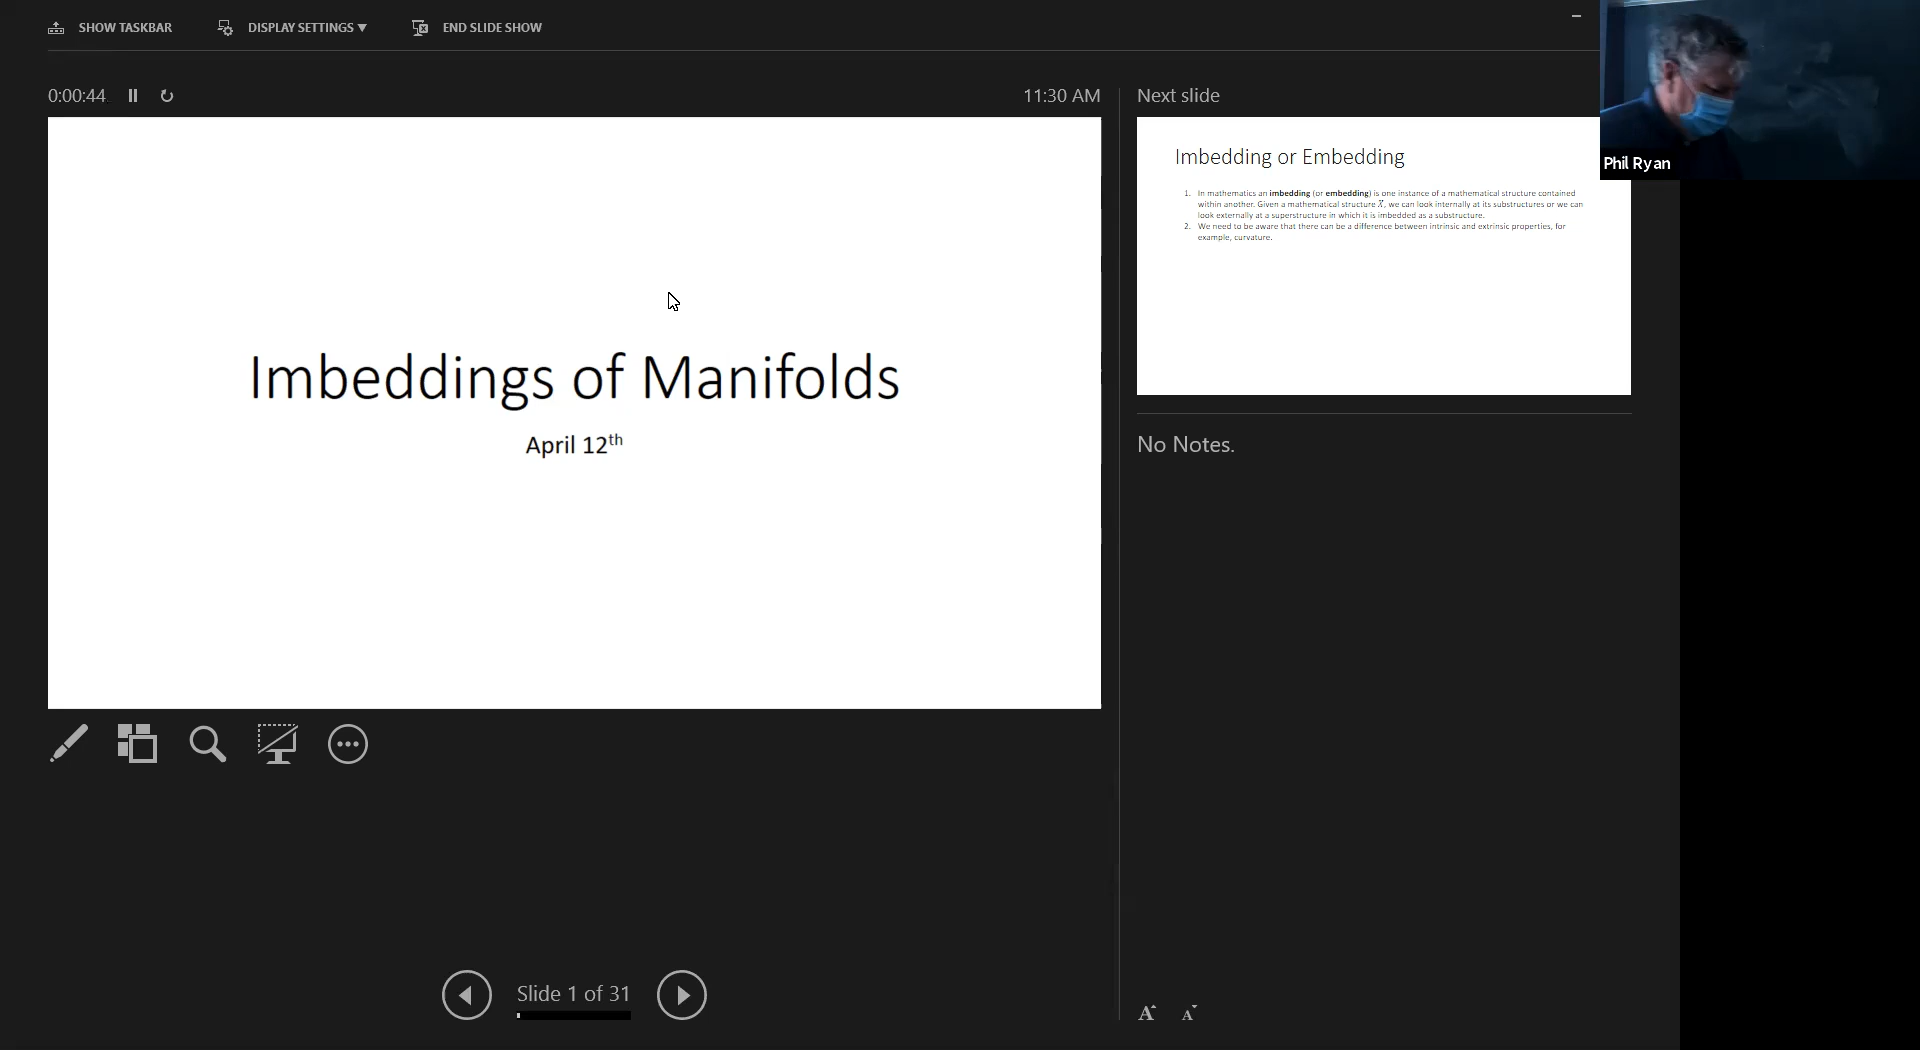 SHOW TASKBAR
DISPLAY SETTINGS ▼
END SLIDE SHOW
0:00:44
11:30 AM
Next slide
Imbeddings of Manifolds
April 12th
Imbedding or Embedding
1. In mathematics an imbedding (or embedding) is one instance of a mathematical structure contained
within another. Given a mathematical structure X, we can look internally at its substructures or we can
look externally at a superstructure in which it is imbedded as a substructure.
2. We need to be aware that there can be a difference between intrinsic and extrinsic properties, for
example, curvature.
Phil Ryan
No Notes.
Slide 1 of 31
A A